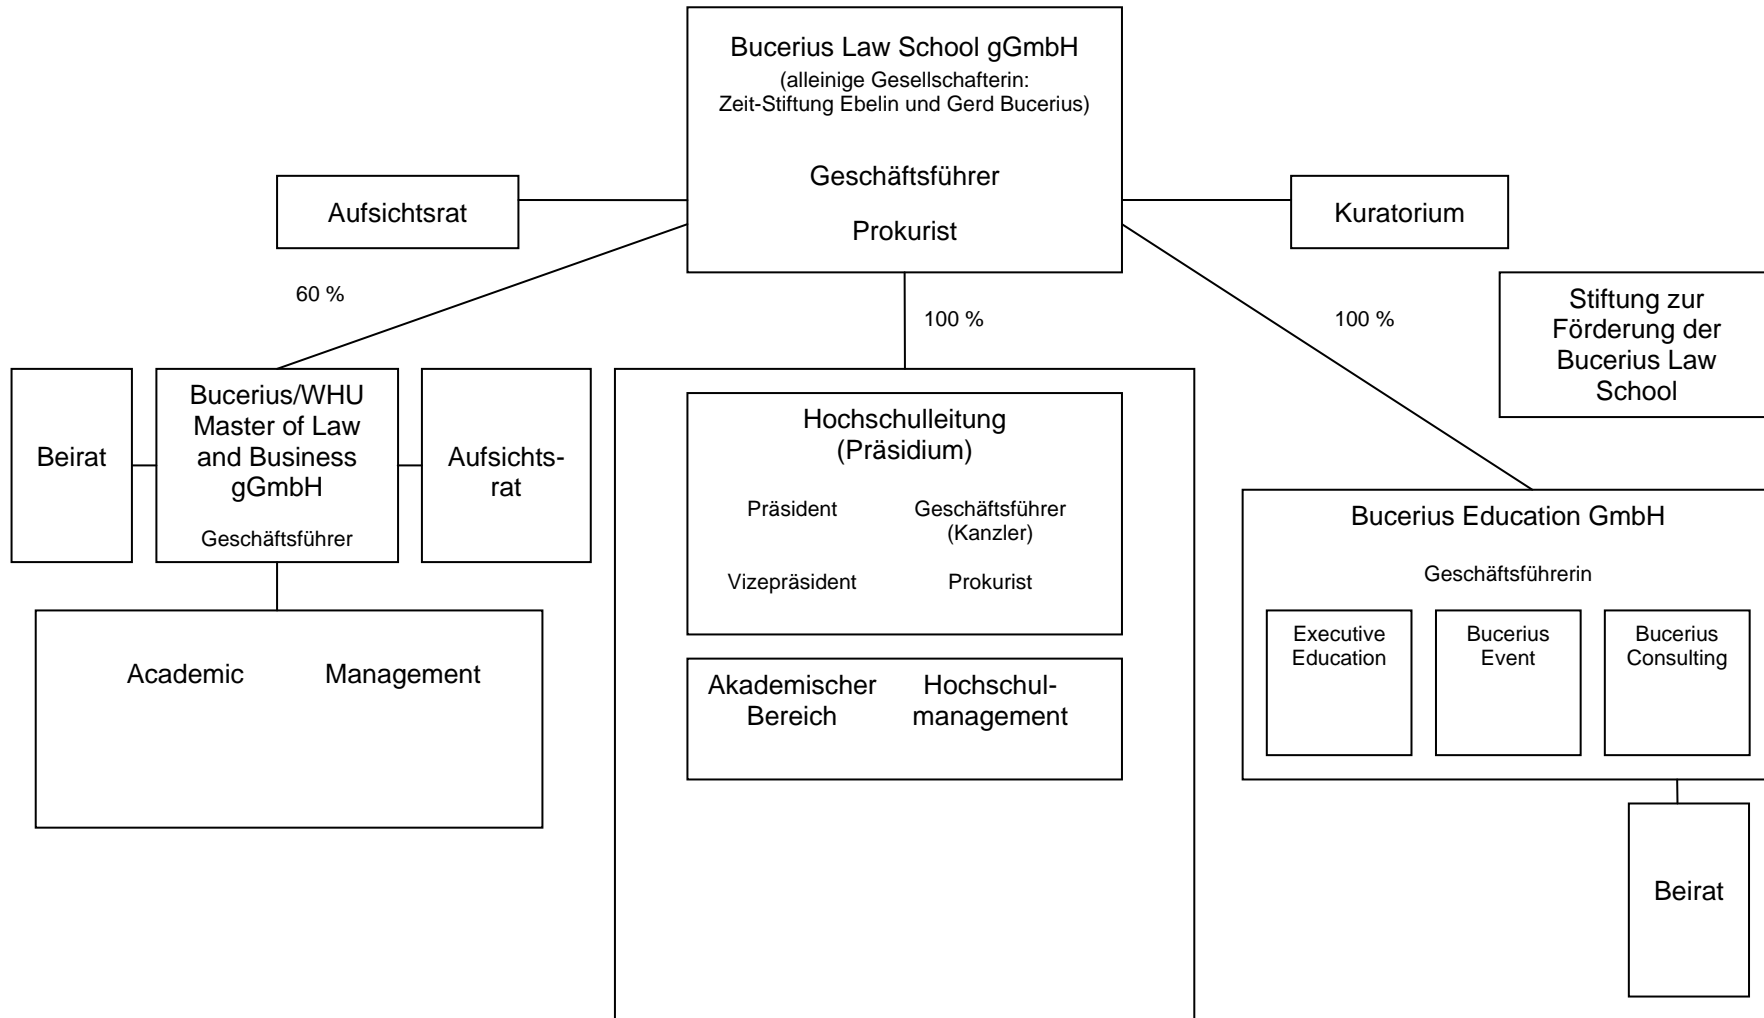 Bucerius Law School gGmbH
(alleinige Gesellschafterin:
Zeit-Stiftung Ebelin und Gerd Bucerius)
Geschäftsführer
Prokurist
Aufsichtsrat
Kuratorium
60 %
100 %
100 %
Stiftung zur
Förderung der
Bucerius Law
School
Beirat
Bucerius/WHU
Master of Law
and Business
gGmbH
Geschäftsführer
Aufsichts-
rat
Academic
Management
Hochschulleitung
(Präsidium)
Präsident
Geschäftsführer
(Kanzler)
Vizepräsident
Prokurist
Akademischer
Bereich
Hochschul-
management
Bucerius Education GmbH
Geschäftsführerin
Executive
Education
Bucerius
Event
Bucerius
Consulting
Beirat